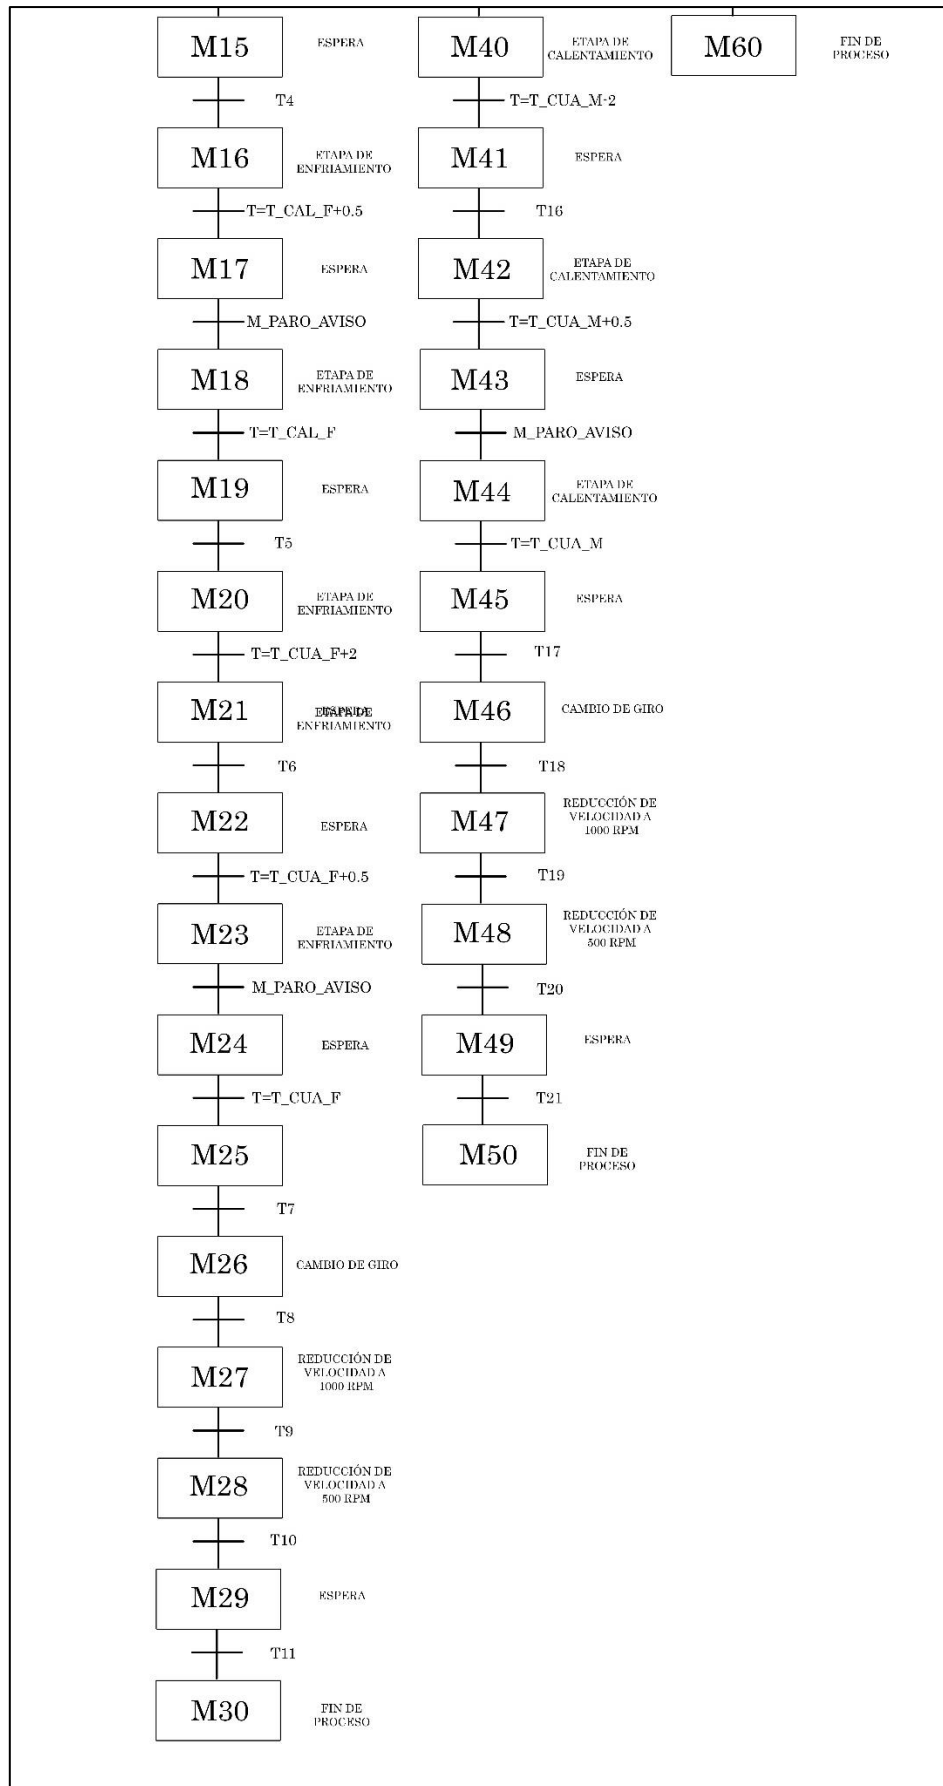 M15
ESPERA
T4
M16
ETAPA DE
ENFRIAMIENTO
T=T_CAL_F+0.5
M17
ESPERA
M_PARO_AVISO
M18
ETAPA DE
ENFRIAMIENTO
T=T_CAL_F
M19
ESPERA
T5
M20
ETAPA DE
ENFRIAMIENTO
T=T_CUA_F+2
M21
ESPERA
ETAPA DE
ENFRIAMIENTO
T6
M22
ESPERA
T=T_CUA_F+0.5
M23
ETAPA DE
ENFRIAMIENTO
M_PARO_AVISO
M24
ESPERA
T=T_CUA_F
M25
T7
M26
CAMBIO DE GIRO
T8
M27
REDUCCIÓN DE
VELOCIDAD A
1000 RPM
T9
M28
REDUCCIÓN DE
VELOCIDAD A
500 RPM
T10
M29
ESPERA
T11
M30
FIN DE
PROCESO
M40
ETAPA DE
CALENTAMIENTO
T=T_CUA_M-2
M41
ESPERA
T16
M42
ETAPA DE
CALENTAMIENTO
T=T_CUA_M+0.5
M43
ESPERA
M_PARO_AVISO
M44
ETAPA DE
CALENTAMIENTO
T=T_CUA_M
M45
ESPERA
T17
M46
CAMBIO DE GIRO
T18
M47
REDUCCIÓN DE
VELOCIDAD A
1000 RPM
T19
M48
REDUCCIÓN DE
VELOCIDAD A
500 RPM
T20
M49
ESPERA
T21
M50
FIN DE
PROCESO
M60
FIN DE
PROCESO